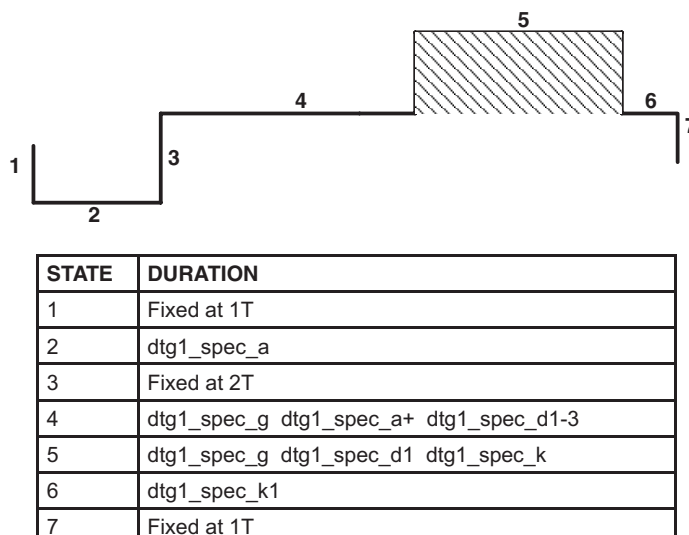 5
4
6
7
1
3
2
STATE DURATION
1 Fixed at 1T
2 dtg1_spec_a
3 Fixed at 2T
4 dtg1_spec_g dtg1_spec_a+ dtg1_spec_d1-3
5 dtg1_spec_g dtg1_spec_d1 dtg1_spec_k
6 dtg1_spec_k1
7 Fixed at 1T